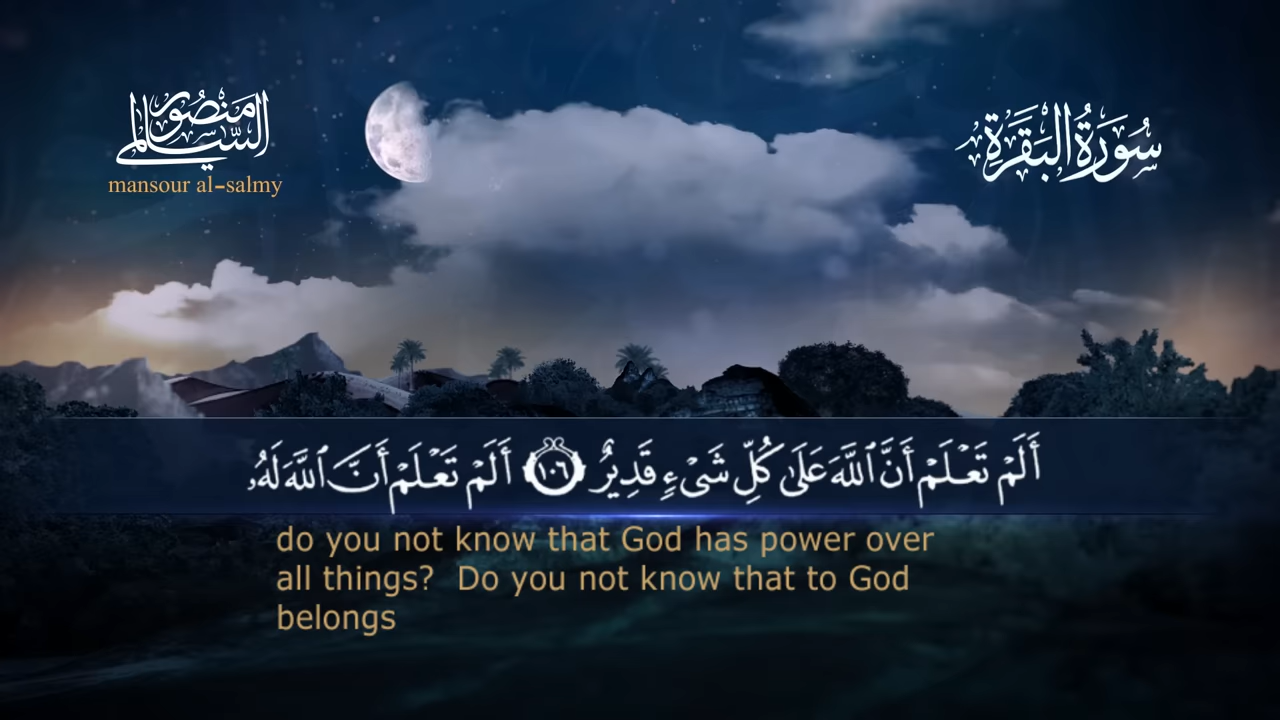 منصور السالمي
mansour al-salmy
سُورَةُ البَقَرَةِ
أَلَمْ تَعْلَمْ أَنَّ ٱللَّهَ عَلَىٰ كُلِّ شَىْءٍ قَدِيرٌ ١٠٦ أَلَمْ تَعْلَمْ أَنَّ ٱللَّهَ لَهُۥ
do you not know that God has power over
all things?  Do you not know that to God
belongs